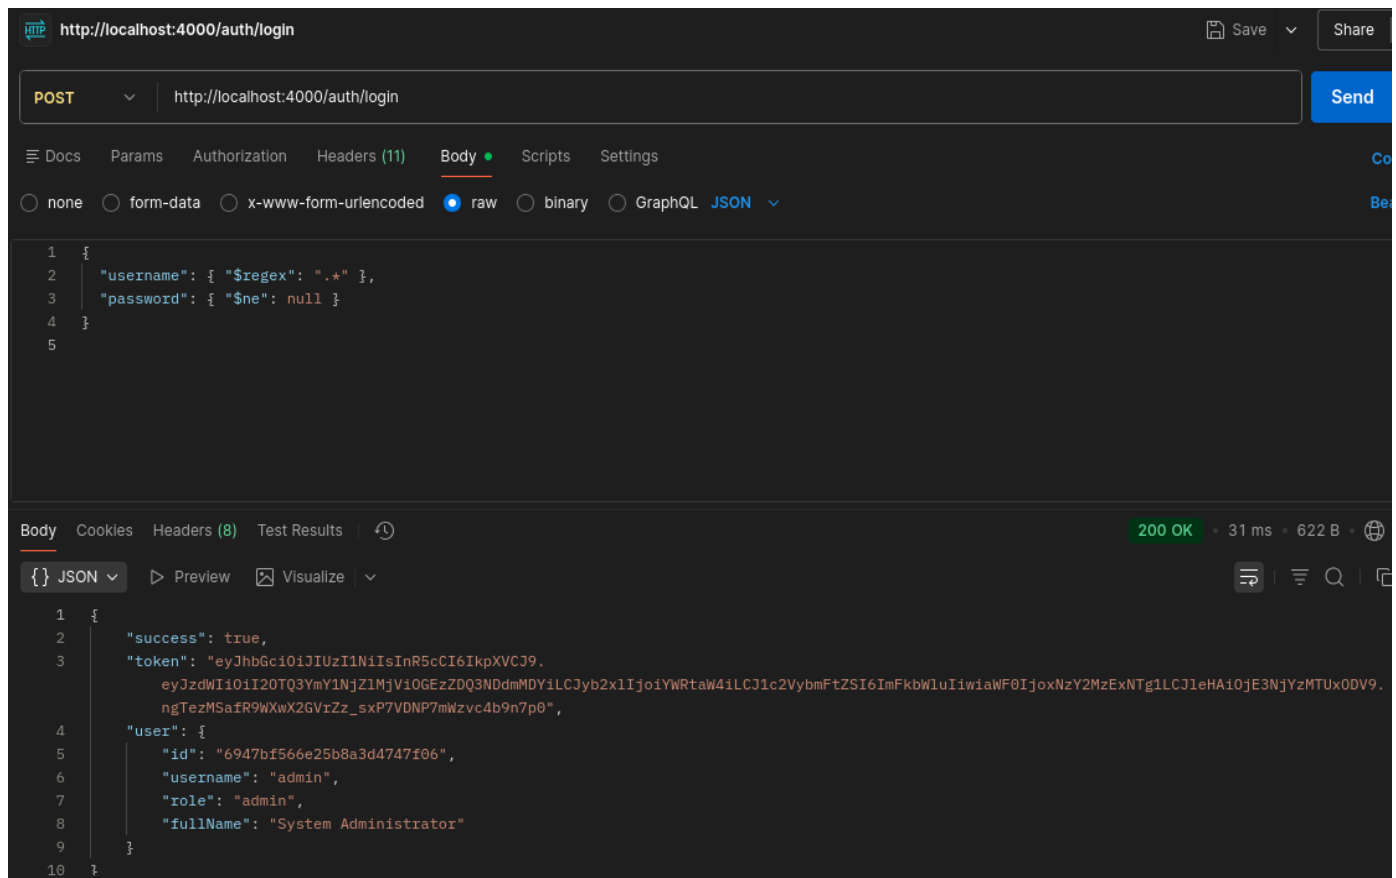 HTTP http://localhost:4000/auth/login Save Share
POST http://localhost:4000/auth/login Send
Docs Params Authorization Headers (11) Body Scripts Settings
none form-data x-www-form-urlencoded raw binary GraphQL JSON
1 {
2 "username": { "$regex": ".*" },
3 "password": { "$ne": null }
4 }
5
Body Cookies Headers (8) Test Results 200 OK 31 ms 622 B
{} JSON Preview Visualize
1 {
2 "success": true,
3 "token": "eyJhbGciOiJIUzI1NiIsInR5cCI6IkpXVCJ9.
eyJzdWIiOiI2OTQ3YmY1NjZlMjViOGEzZDQ3NDdmMDYiLCJyb2xlIjoiYWRtaW4iLCJ1c2VybmFtZSI6ImFkbWluIiwiaWF0IjoxNzY2MzExNTg1LCJleHAiOjE3NjYzMTUxODV9.
ngTezMSafR9WXwX2GVrZz_sxP7VDNP7mWzvc4b9n7p0",
4 "user": {
5 "id": "6947bf566e25b8a3d4747f06",
6 "username": "admin",
7 "role": "admin",
8 "fullName": "System Administrator"
9 }
10 }